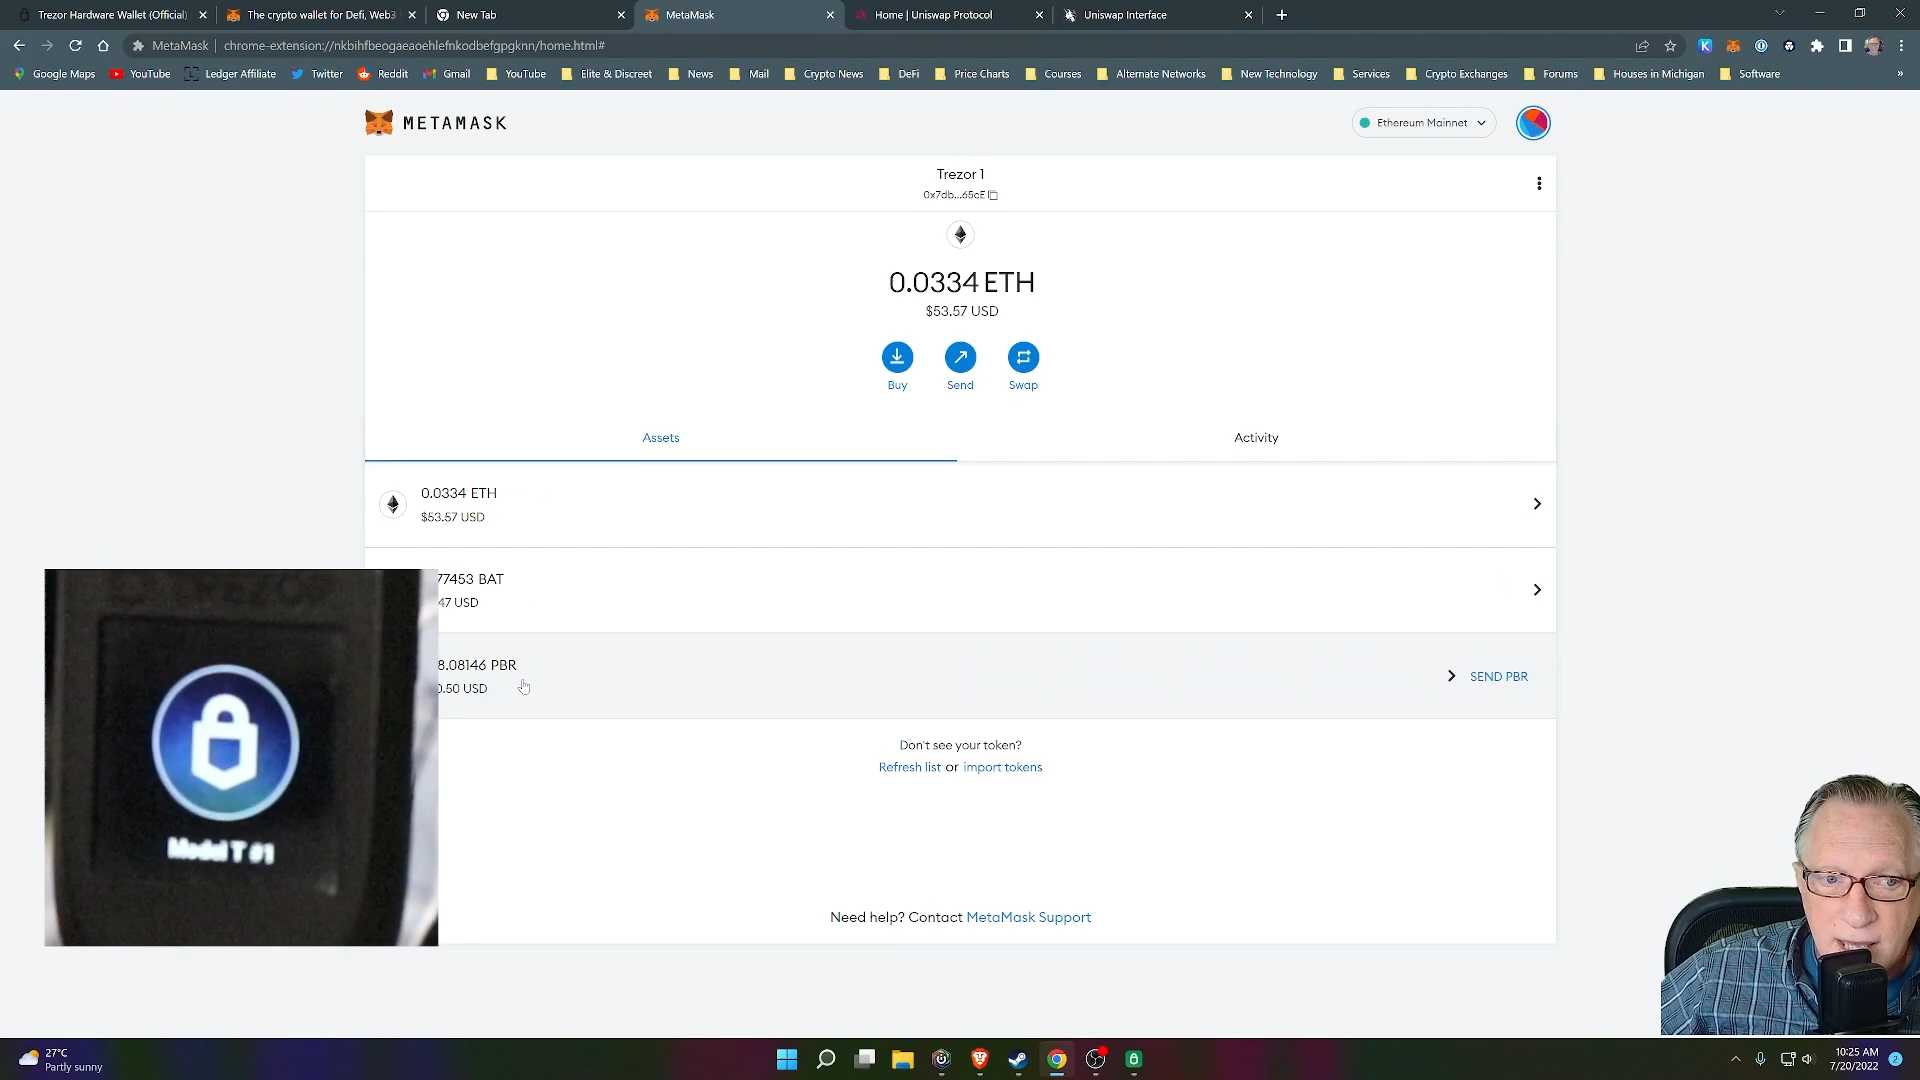 Trezor Hardware Wallet (Official)
The crypto wallet for Defi, Web3
New Tab
MetaMask
Home | Uniswap Protocol
Uniswap Interface
MetaMask
chrome-extension://nkbihfbeogaeaoehlefnkodbefgpgknn/home.html#
Google Maps
YouTube
Ledger Affiliate
Twitter
Reddit
Gmail
YouTube
Elite & Discreet
News
Mail
Crypto News
DeFi
Price Charts
Courses
Alternate Networks
New Technology
Services
Crypto Exchanges
Forums
Houses in Michigan
Software
METAMASK
Ethereum Mainnet
Trezor 1
0x7db...65cE
0.0334 ETH
$53.57 USD
Buy
Send
Swap
Assets
Activity
0.0334 ETH
$53.57 USD
77453 BAT
47 USD
8.08146 PBR
0.50 USD
SEND PBR
Model T #1
Don't see your token?
Refresh list or import tokens
Need help? Contact MetaMask Support
27°C
Partly sunny
10:25 AM
7/20/2022
2